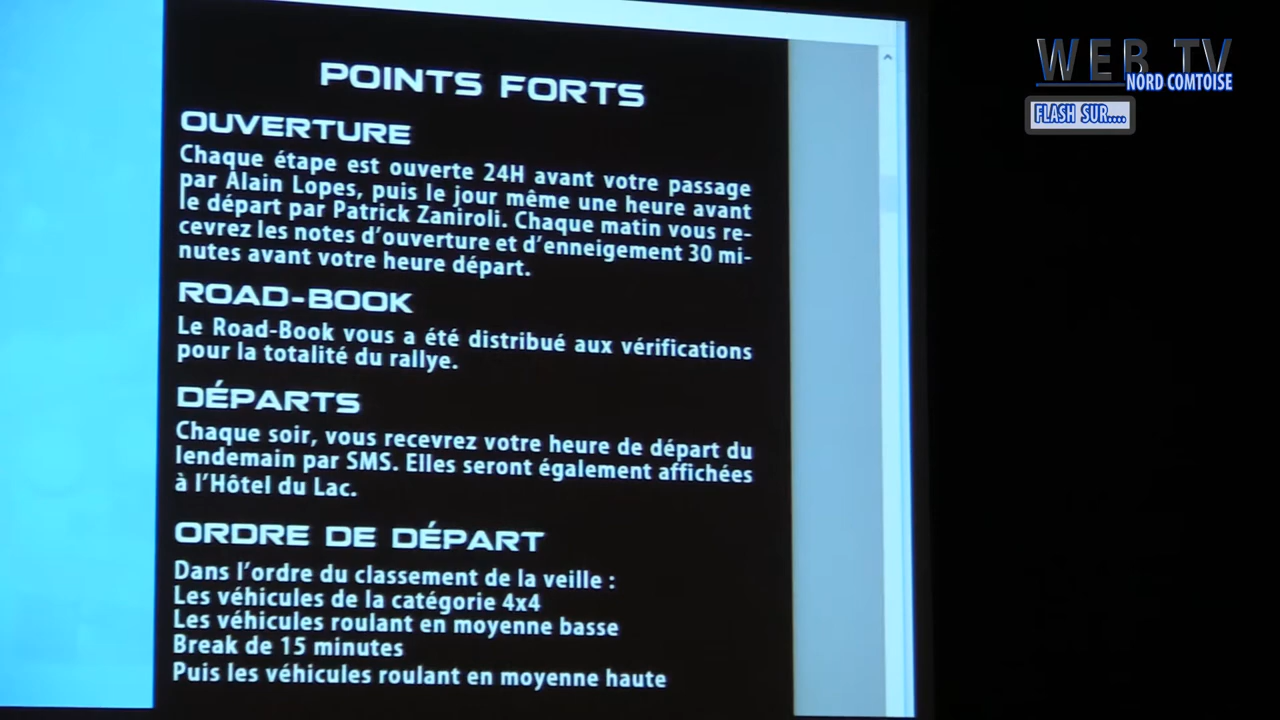 POINTS FORTS
OUVERTURE
Chaque étape est ouverte 24H avant votre passage
par Alain Lopes, puis le jour même une heure avant
le départ par Patrick Zaniroli. Chaque matin vous re-
cevrez les notes d'ouverture et d'enneigement 30 mi-
nutes avant votre heure départ.
ROAD-BOOK
Le Road-Book vous a été distribué aux vérifications
pour la totalité du rallye.
DÉPARTS
Chaque soir, vous recevrez votre heure de départ du
lendemain par SMS. Elles seront également affichées
à l'Hôtel du Lac.
ORDRE DE DÉPART
Dans l'ordre du classement de la veille :
Les véhicules de la catégorie 4x4
Les véhicules roulant en moyenne basse
Break de 15 minutes
Puis les véhicules roulant en moyenne haute
WEB TV
NORD COMTOISE
FLASH SUR....